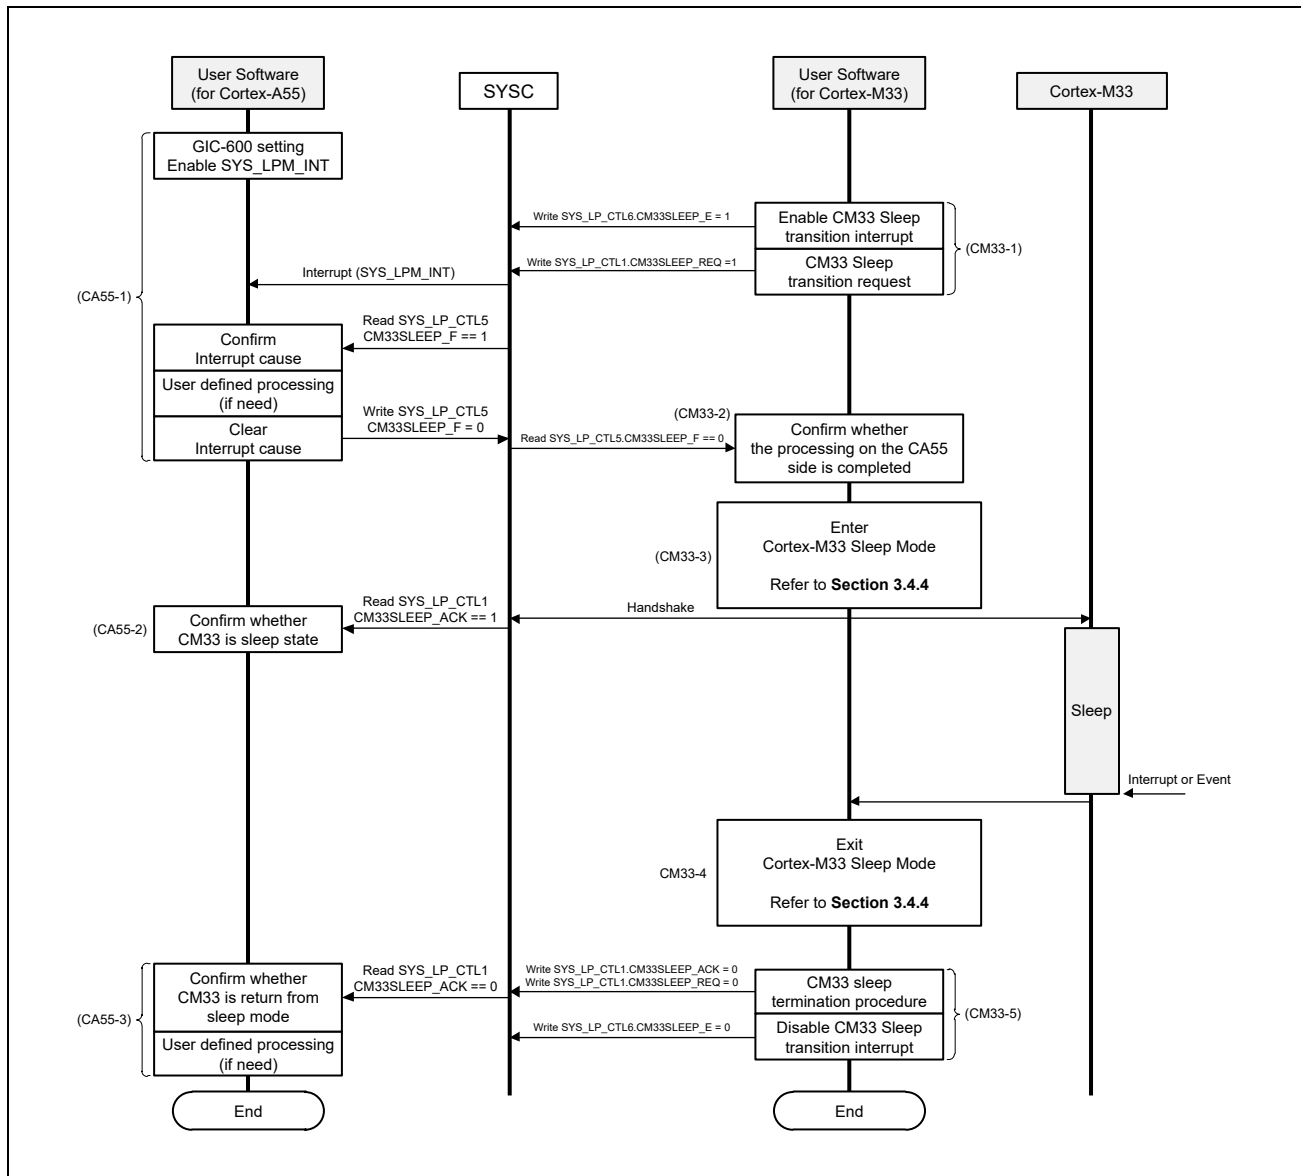 User Software
(for Cortex-A55)
SYSC
User Software
(for Cortex-M33)
Cortex-M33
GIC-600 setting
Enable SYS_LPM_INT
Write SYS_LP_CTL6.CM33SLEEP_E = 1
Enable CM33 Sleep
transition interrupt
(CM33-1)
Interrupt (SYS_LPM_INT)
Write SYS_LP_CTL1.CM33SLEEP_REQ =1
CM33 Sleep
transition request
(CA55-1)
Read SYS_LP_CTL5
CM33SLEEP_F == 1
Confirm
Interrupt cause
User defined processing
(if need)
Clear
Interrupt cause
Write SYS_LP_CTL5
CM33SLEEP_F = 0
(CM33-2)
Read SYS_LP_CTL5.CM33SLEEP_F == 0
Confirm whether
the processing on the CA55
side is completed
(CM33-3)
Enter
Cortex-M33 Sleep Mode
Refer to Section 3.4.4
(CA55-2)
Confirm whether
CM33 is sleep state
Read SYS_LP_CTL1
CM33SLEEP_ACK == 1
Handshake
Sleep
Interrupt or Event
CM33-4
Exit
Cortex-M33 Sleep Mode
Refer to Section 3.4.4
(CA55-3)
Confirm whether
CM33 is return from
sleep mode
Read SYS_LP_CTL1
CM33SLEEP_ACK == 0
Write SYS_LP_CTL1.CM33SLEEP_ACK = 0
Write SYS_LP_CTL1.CM33SLEEP_REQ = 0
CM33 sleep
termination procedure
(CM33-5)
User defined processing
(if need)
Write SYS_LP_CTL6.CM33SLEEP_E = 0
Disable CM33 Sleep
transition interrupt
End
End